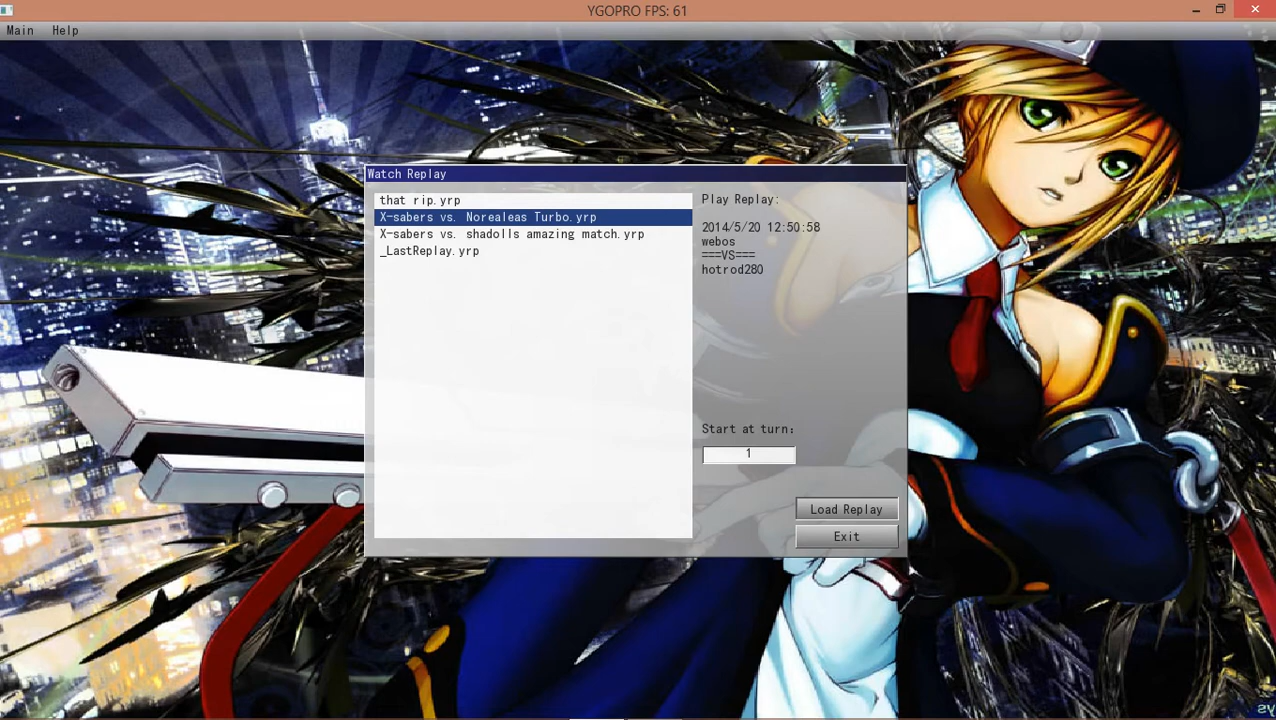 YGOPRO FPS: 61
Main Help
Watch Replay
that rip.yrp
X-sabers vs. Norealeas Turbo.yrp
X-sabers vs. shadolls amazing match.yrp
_LastReplay.yrp
Play Replay:
2014/5/20 12:50:58
webos
===VS===
hotrod280
Start at turn:
1
Load Replay
Exit